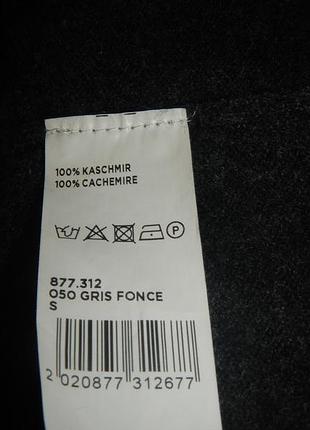 100% KASCHMIR
100% CACHEMIRE
P
877.312
050 GRIS FONCE
S
2 020877 312677